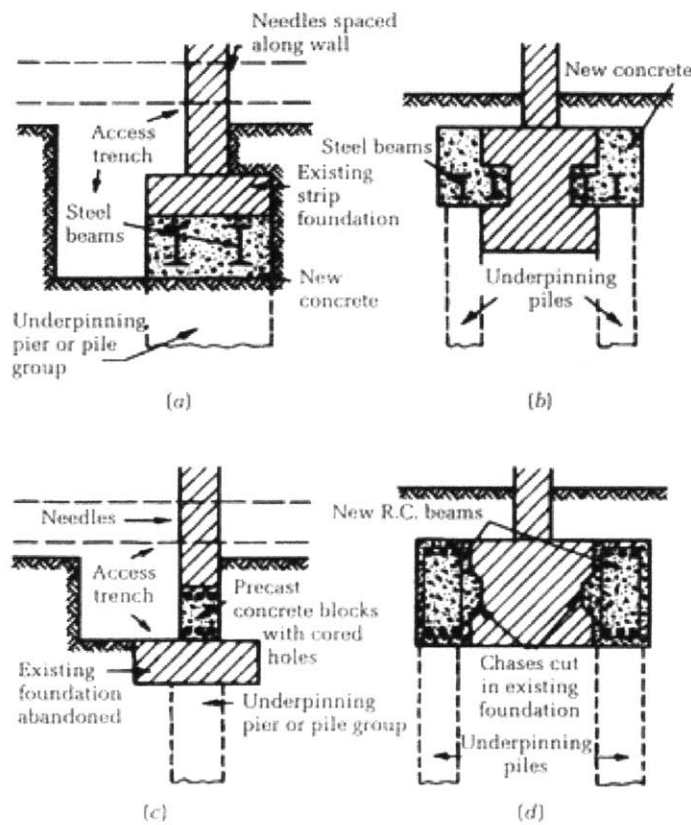 Needles spaced
along wall
Access
trench
Steel
beams
Existing
strip
foundation
New
concrete
Underpinning
pier or pile
group
(a)
New concrete
Steel beams
Underpinning
piles
(b)
Needles
Access
trench
Precast
concrete blocks
with cored
holes
Existing
foundation
abandoned
Underpinning
pier or pile group
(c)
New R.C. beams
Chases cut
in existing
foundation
Underpinning
piles
(d)